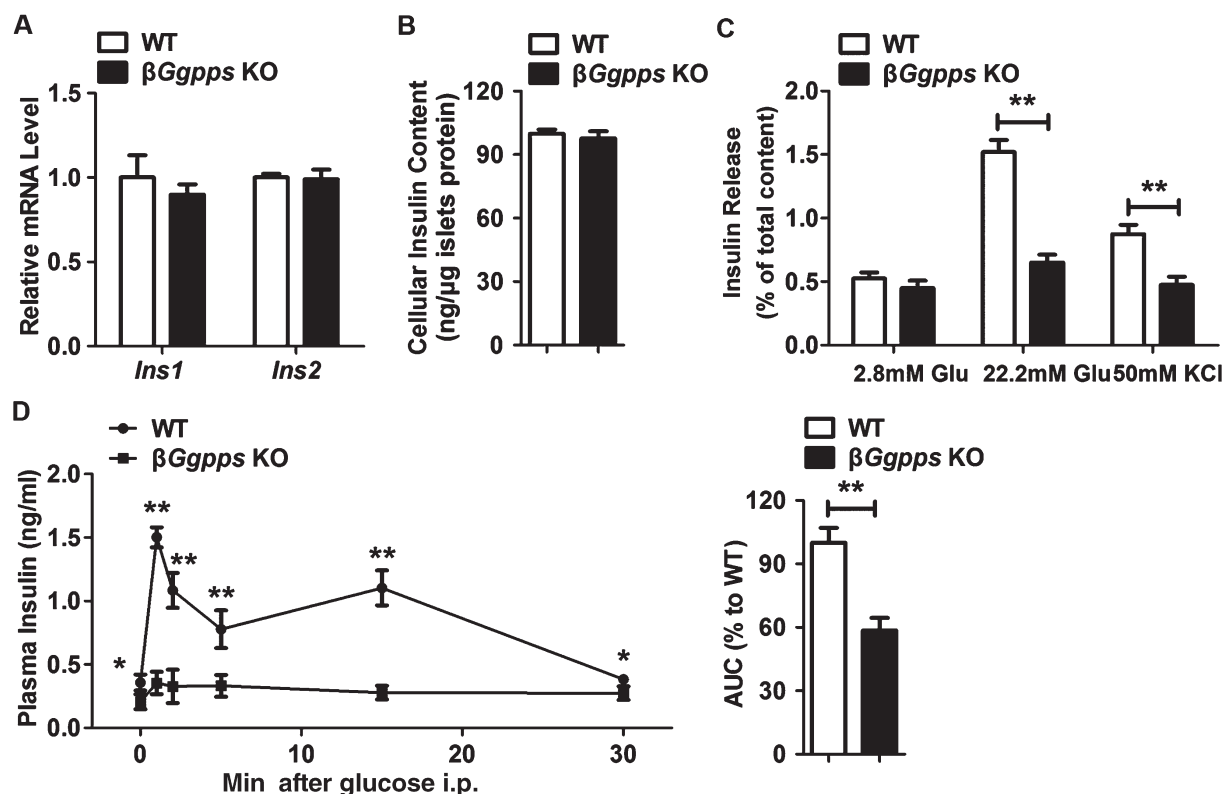 A
WT
βGgpps KO
Relative mRNA Level
1.5
1.0
0.5
0.0
Ins1
Ins2
B
WT
βGgpps KO
Cellular Insulin Content
(ng/μg islets protein)
120
90
60
30
0
C
WT
βGgpps KO
Insulin Release
(% of total content)
2.0
1.5
1.0
0.5
0.0
**
**
2.8mM Glu
22.2mM Glu
50mM KCl
D
WT
βGgpps KO
Plasma Insulin (ng/ml)
2.0
1.5
1.0
0.5
0.0
*
**
**
**
**
*
0
10
20
30
Min after glucose i.p.
WT
βGgpps KO
AUC (% to WT)
120
90
60
30
0
**